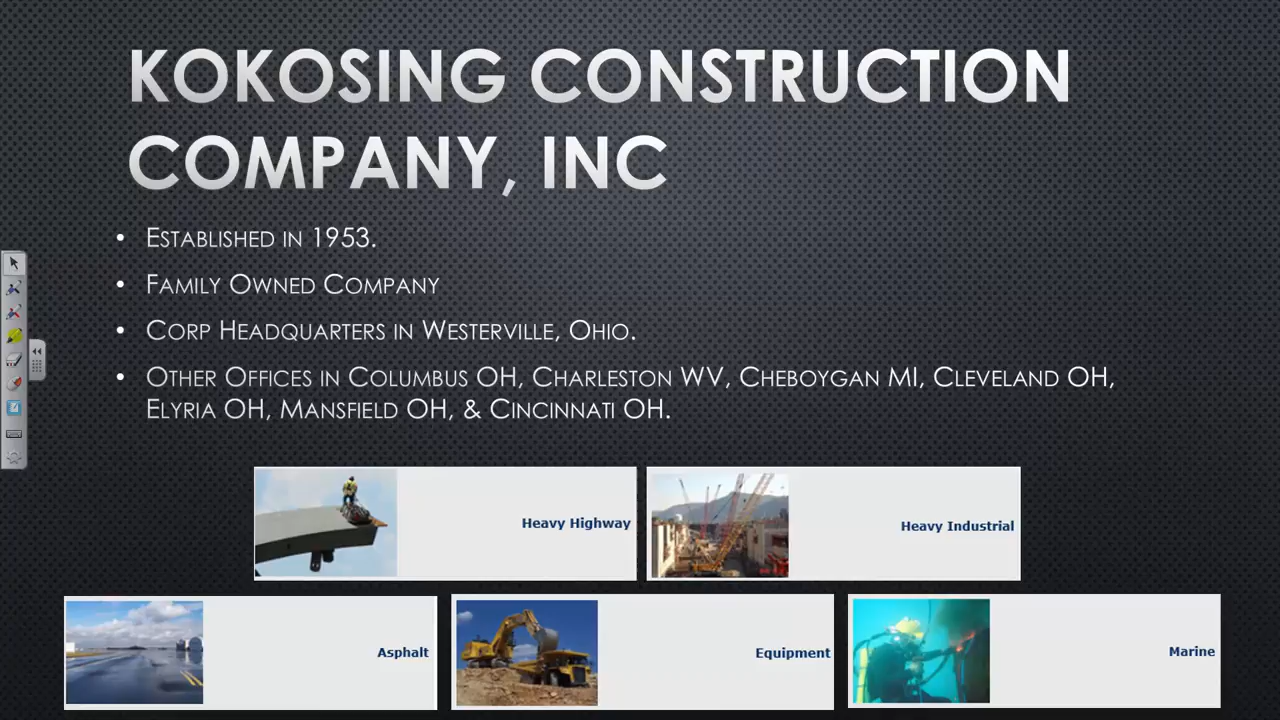 KOKOSING CONSTRUCTION
COMPANY, INC
• ESTABLISHED IN 1953.
• FAMILY OWNED COMPANY
• CORP HEADQUARTERS IN WESTERVILLE, OHIO.
• OTHER OFFICES IN COLUMBUS OH, CHARLESTON WV, CHEBOYGAN MI, CLEVELAND OH,
ELYRIA OH, MANSFIELD OH, & CINCINNATI OH.
Heavy Highway
Heavy Industrial
Asphalt
Equipment
Marine